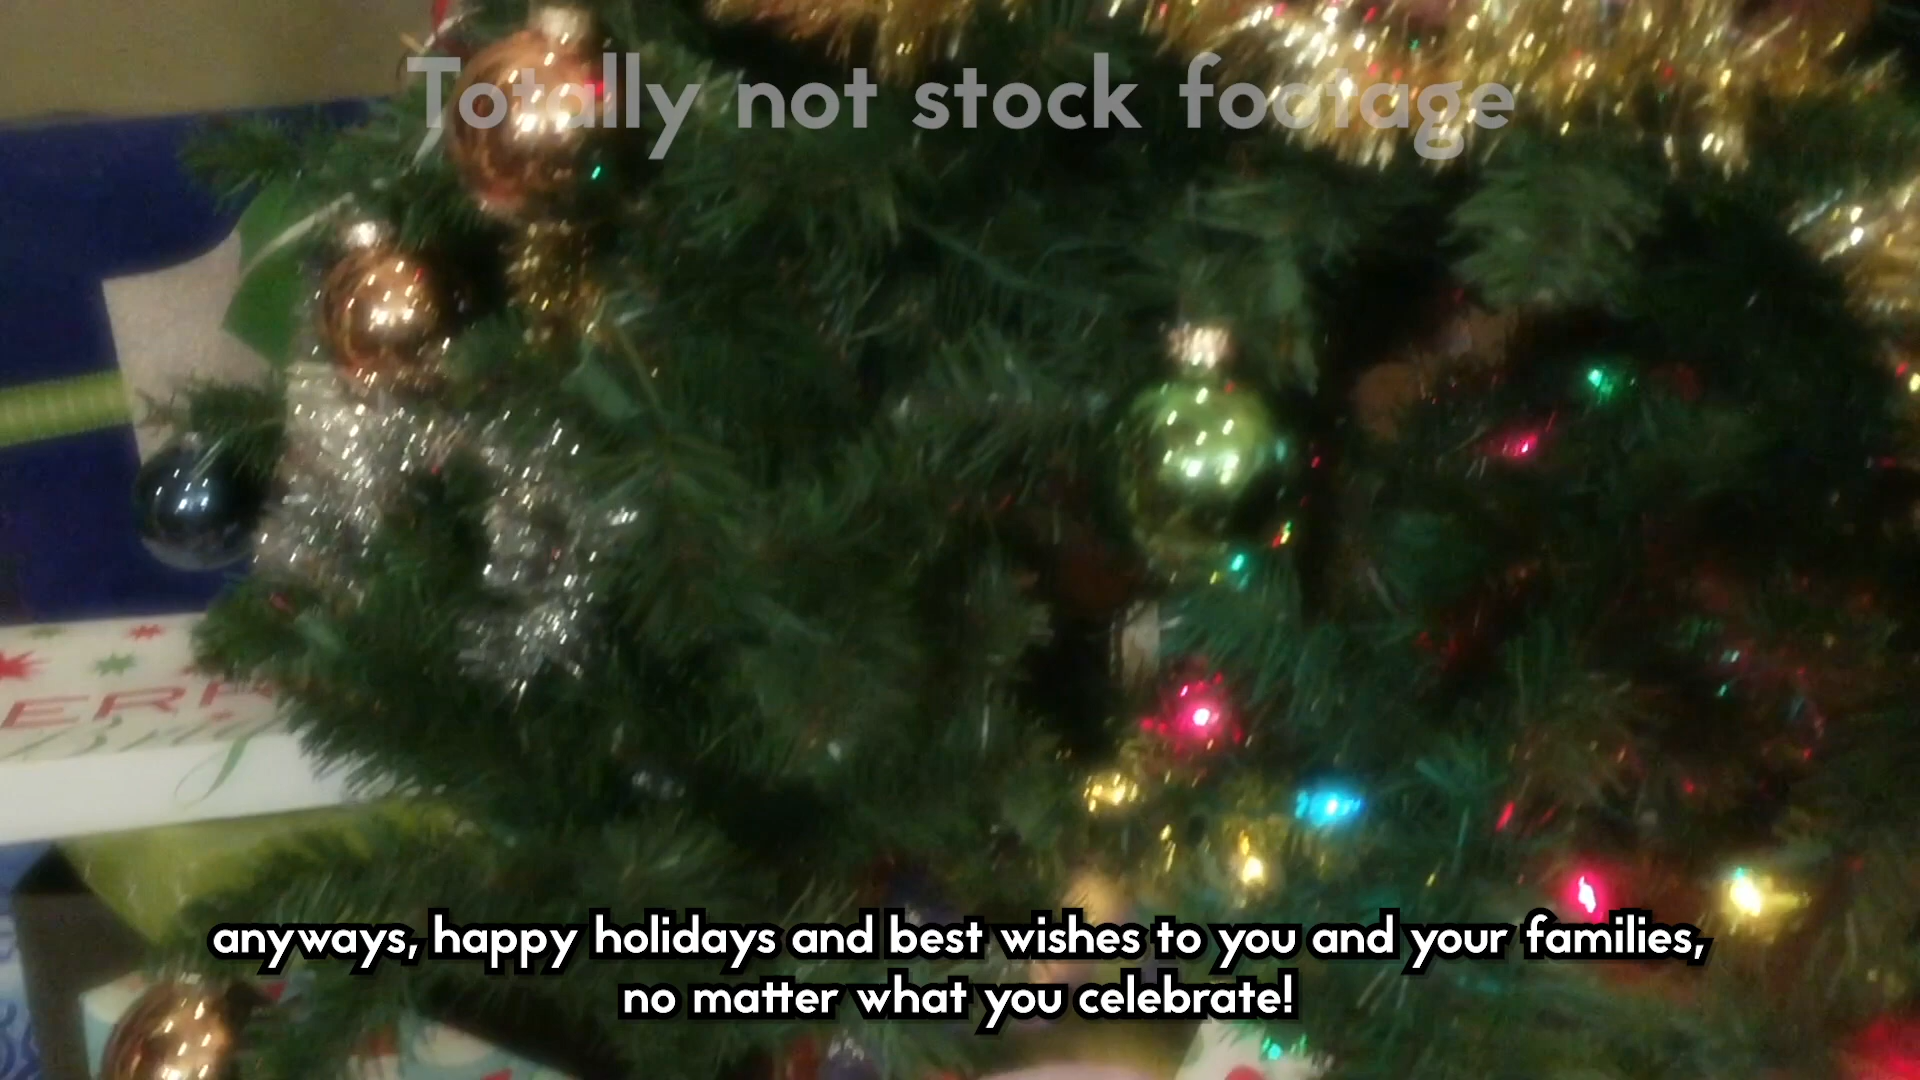 Totally not stock footage
anyways, happy holidays and best wishes to you and your families,
no matter what you celebrate!